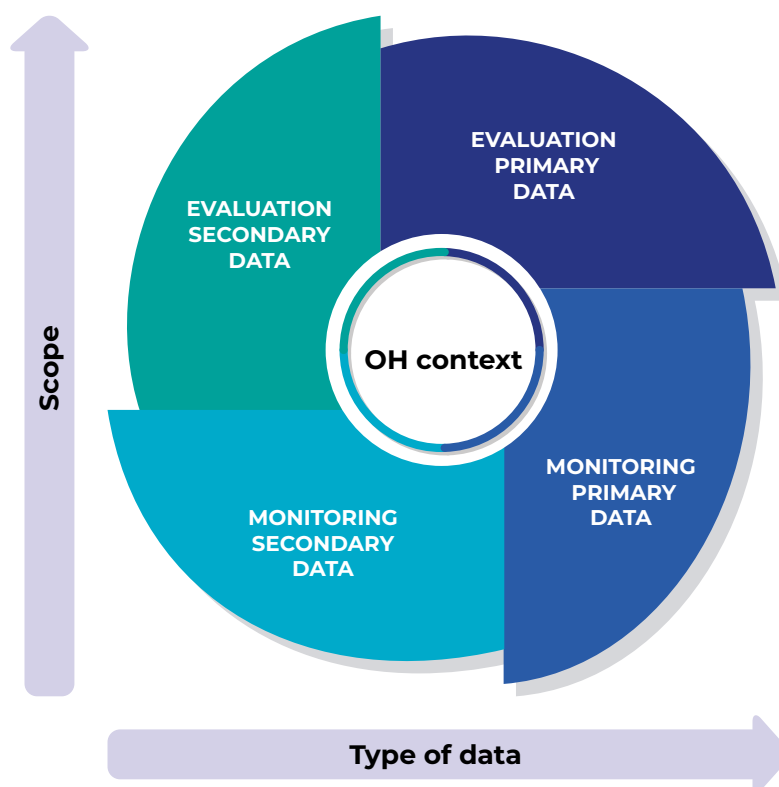 EVALUATION
PRIMARY
DATA
EVALUATION
SECONDARY
DATA
Scope
OH context
MONITORING
PRIMARY
DATA
MONITORING
SECONDARY
DATA
Type of data